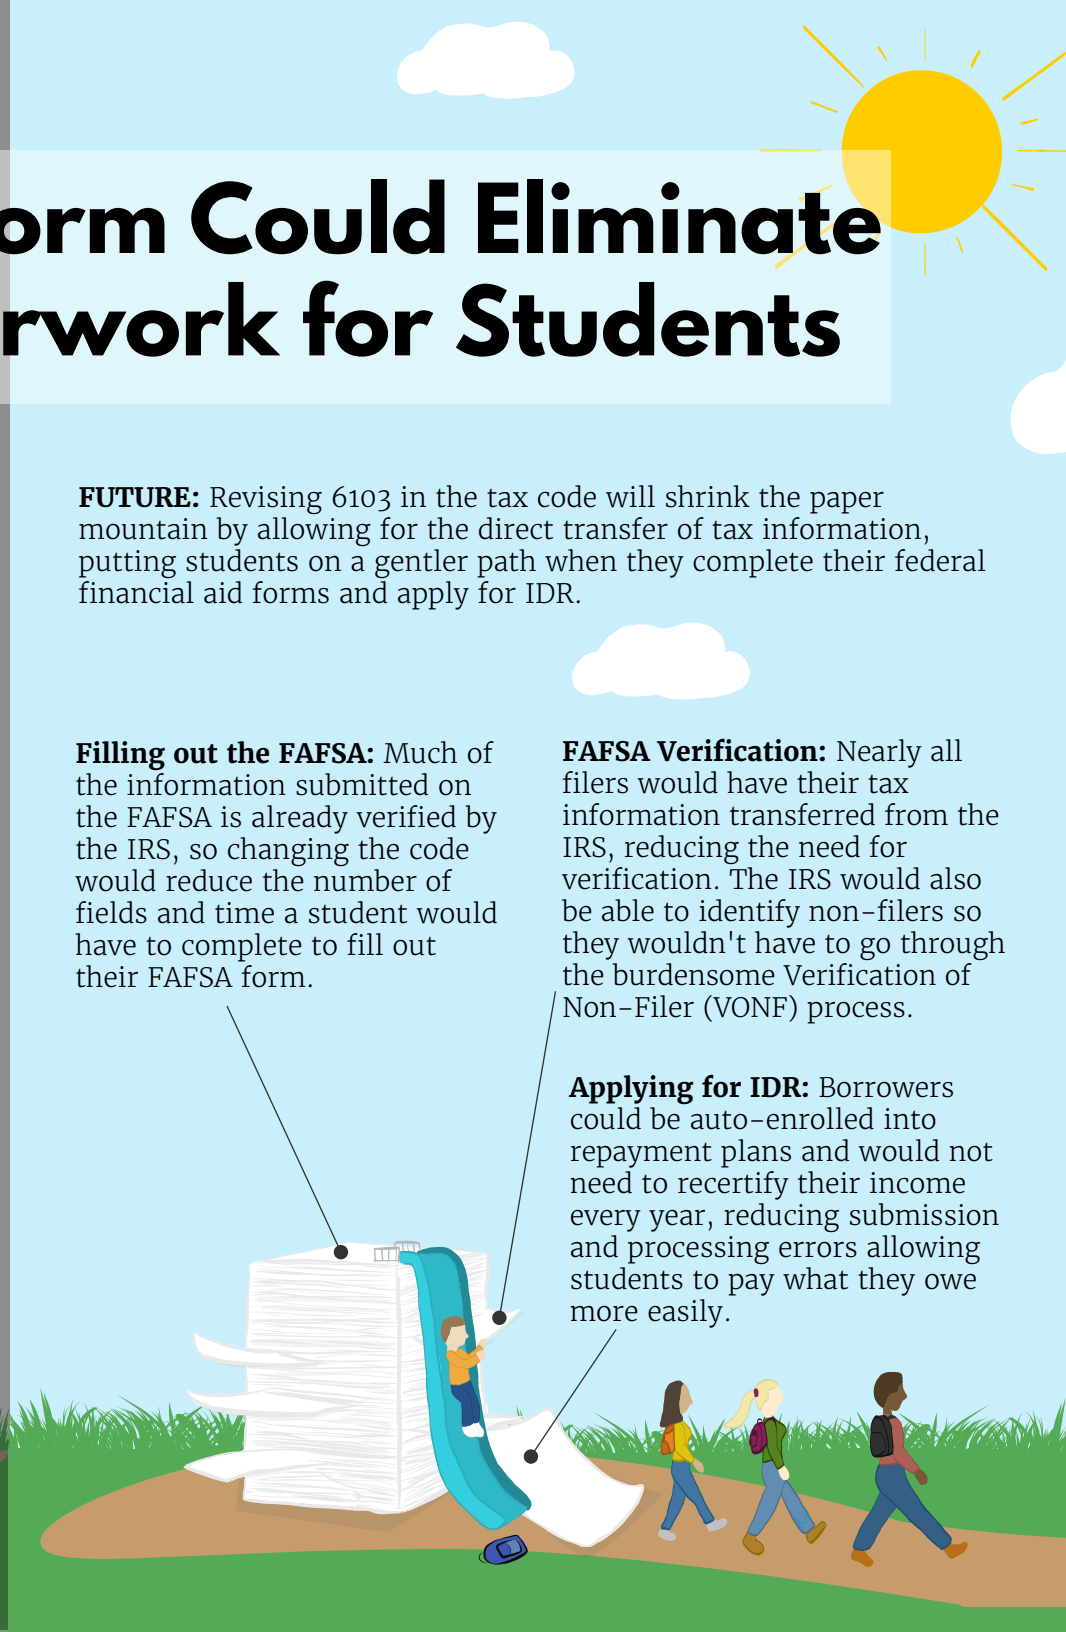 orm Could Eliminate
rwork for Students
FUTURE: Revising 6103 in the tax code will shrink the paper
mountain by allowing for the direct transfer of tax information,
putting students on a gentler path when they complete their federal
financial aid forms and apply for IDR.
Filling out the FAFSA: Much of
the information submitted on
the FAFSA is already verified by
the IRS, so changing the code
would reduce the number of
fields and time a student would
have to complete to fill out
their FAFSA form.
FAFSA Verification: Nearly all
filers would have their tax
information transferred from the
IRS, reducing the need for
verification. The IRS would also
be able to identify non-filers so
they wouldn't have to go through
the burdensome Verification of
Non-Filer (VONF) process.
Applying for IDR: Borrowers
could be auto-enrolled into
repayment plans and would not
need to recertify their income
every year, reducing submission
and processing errors allowing
students to pay what they owe
more easily.